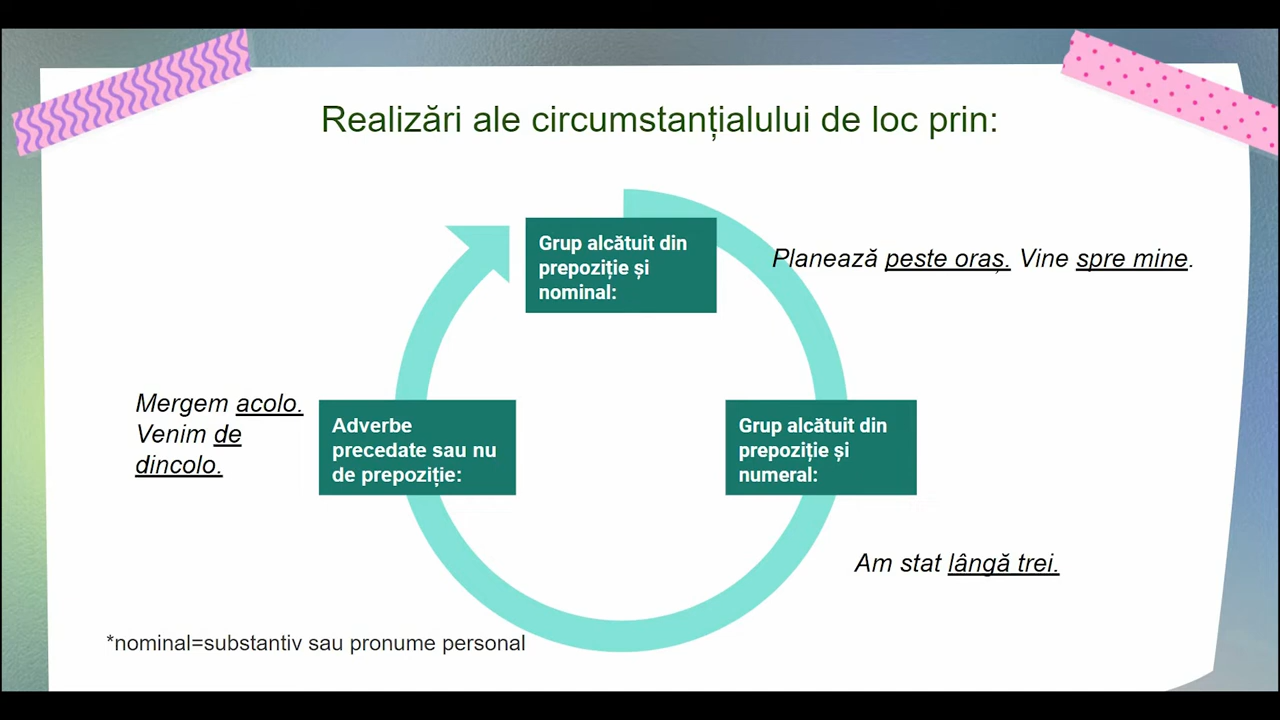 Realizări ale circumstanțialului de loc prin:
Grup alcătuit din
prepoziție și
nominal:
Planează peste oraș. Vine spre mine.
Grup alcătuit din
prepoziție și
numeral:
Am stat lângă trei.
Adverbe
precedate sau nu
de prepoziție:
Mergem acolo.
Venim de
dincolo.
*nominal=substantiv sau pronume personal